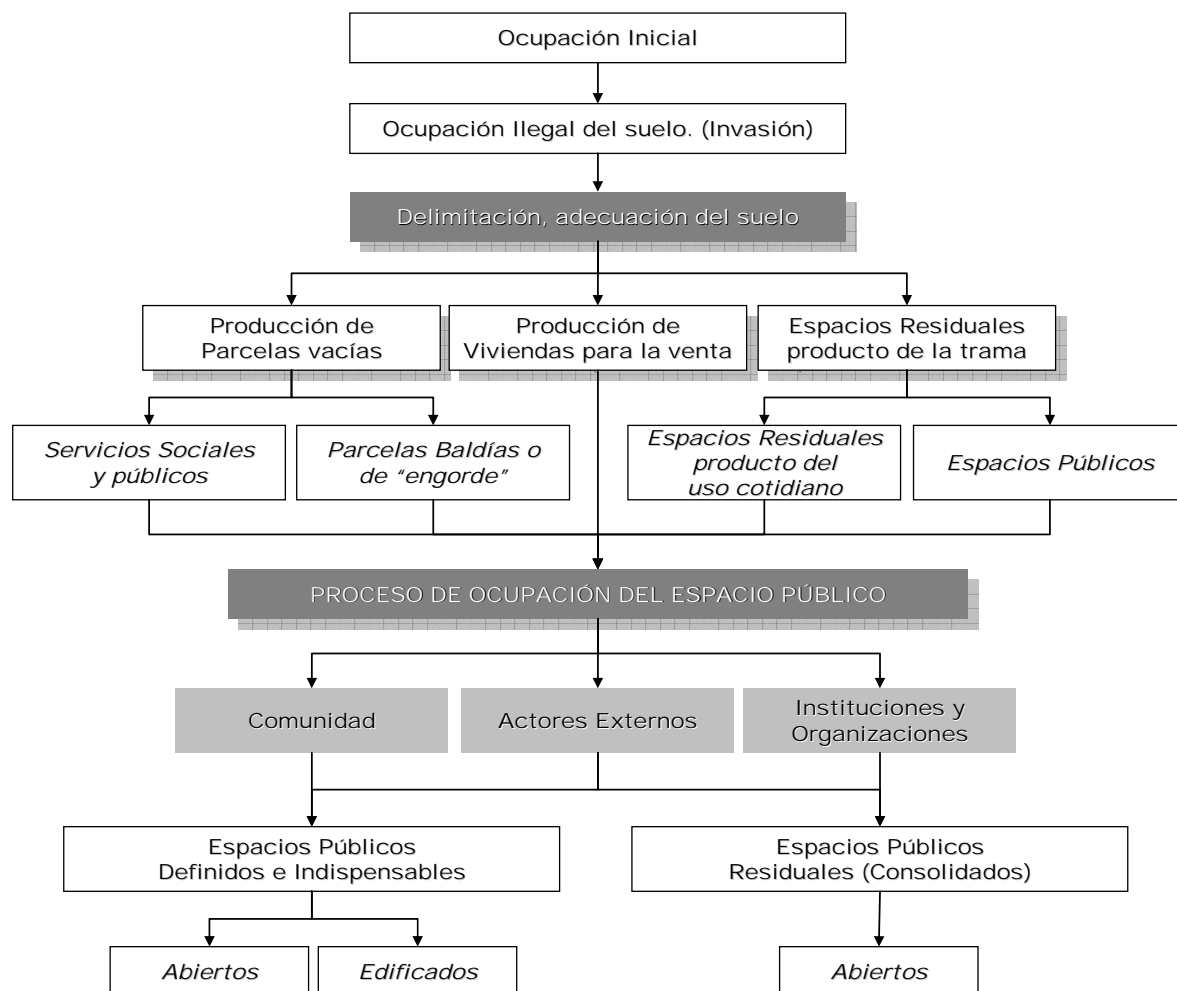 Ocupación Inicial
Ocupación Ilegal del suelo. (Invasión)
Delimitación, adecuación del suelo
Producción de
Parcelas vacías
Producción de
Viviendas para la venta
Espacios Residuales
producto de la trama
Servicios Sociales
y públicos
Parcelas Baldías o
de “engorde”
Espacios Residuales
producto del
uso cotidiano
Espacios Públicos
PROCESO DE OCUPACIÓN DEL ESPACIO PÚBLICO
Comunidad
Actores Externos
Instituciones y
Organizaciones
Espacios Públicos
Definidos e Indispensables
Espacios Públicos
Residuales (Consolidados)
Abiertos
Edificados
Abiertos